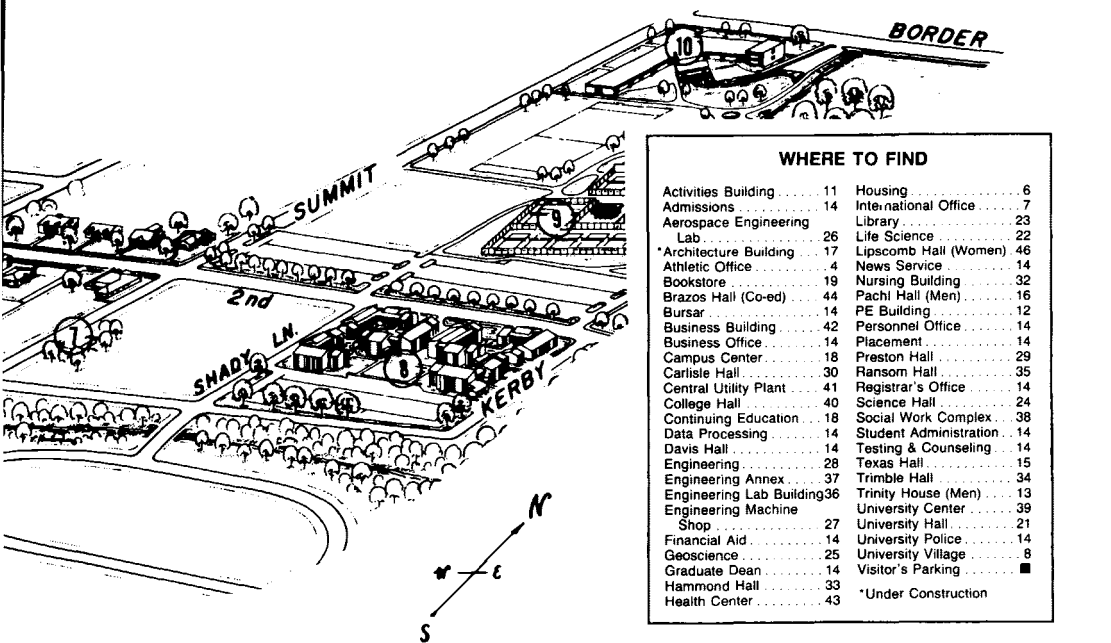 BORDER
10
SUMMIT
9
2nd
7
SHADY LN.
8
KERBY
N
W E
S
WHERE TO FIND
Activities Building ...... 11
Admissions .......... 14
Aerospace Engineering
Lab ............... 26
*Architecture Building ... 17
Athletic Office ......... 4
Bookstore ............ 19
Brazos Hall (Co-ed) .... 44
Bursar ............... 14
Business Building ...... 42
Business Office ........ 14
Campus Center ........ 18
Carlisle Hall ........... 30
Central Utility Plant .... 41
College Hall .......... 40
Continuing Education ... 18
Data Processing ....... 14
Davis Hall ............ 14
Engineering .......... 28
Engineering Annex ..... 37
Engineering Lab Building36
Engineering Machine
Shop .............. 27
Financial Aid .......... 14
Geoscience ........... 25
Graduate Dean ........ 14
Hammond Hall ........ 33
Health Center ......... 43
Housing .............. 6
International Office ...... 7
Library ............... 23
Life Science ........... 22
Lipscomb Hall (Women) . 46
News Service .......... 14
Nursing Building ....... 32
Pachl Hall (Men) ....... 16
PE Building ........... 12
Personnel Office ....... 14
Placement ............ 14
Preston Hall ........... 29
Ransom Hall .......... 35
Registrar's Office ....... 14
Science Hall .......... 24
Social Work Complex ... 38
Student Administration .. 14
Testing & Counseling .... 14
Texas Hall ............ 15
Trimble Hall ........... 34
Trinity House (Men) .... 13
University Center ...... 39
University Hall ......... 21
University Police ....... 14
University Village ....... 8
Visitor's Parking ....... ■
*Under Construction